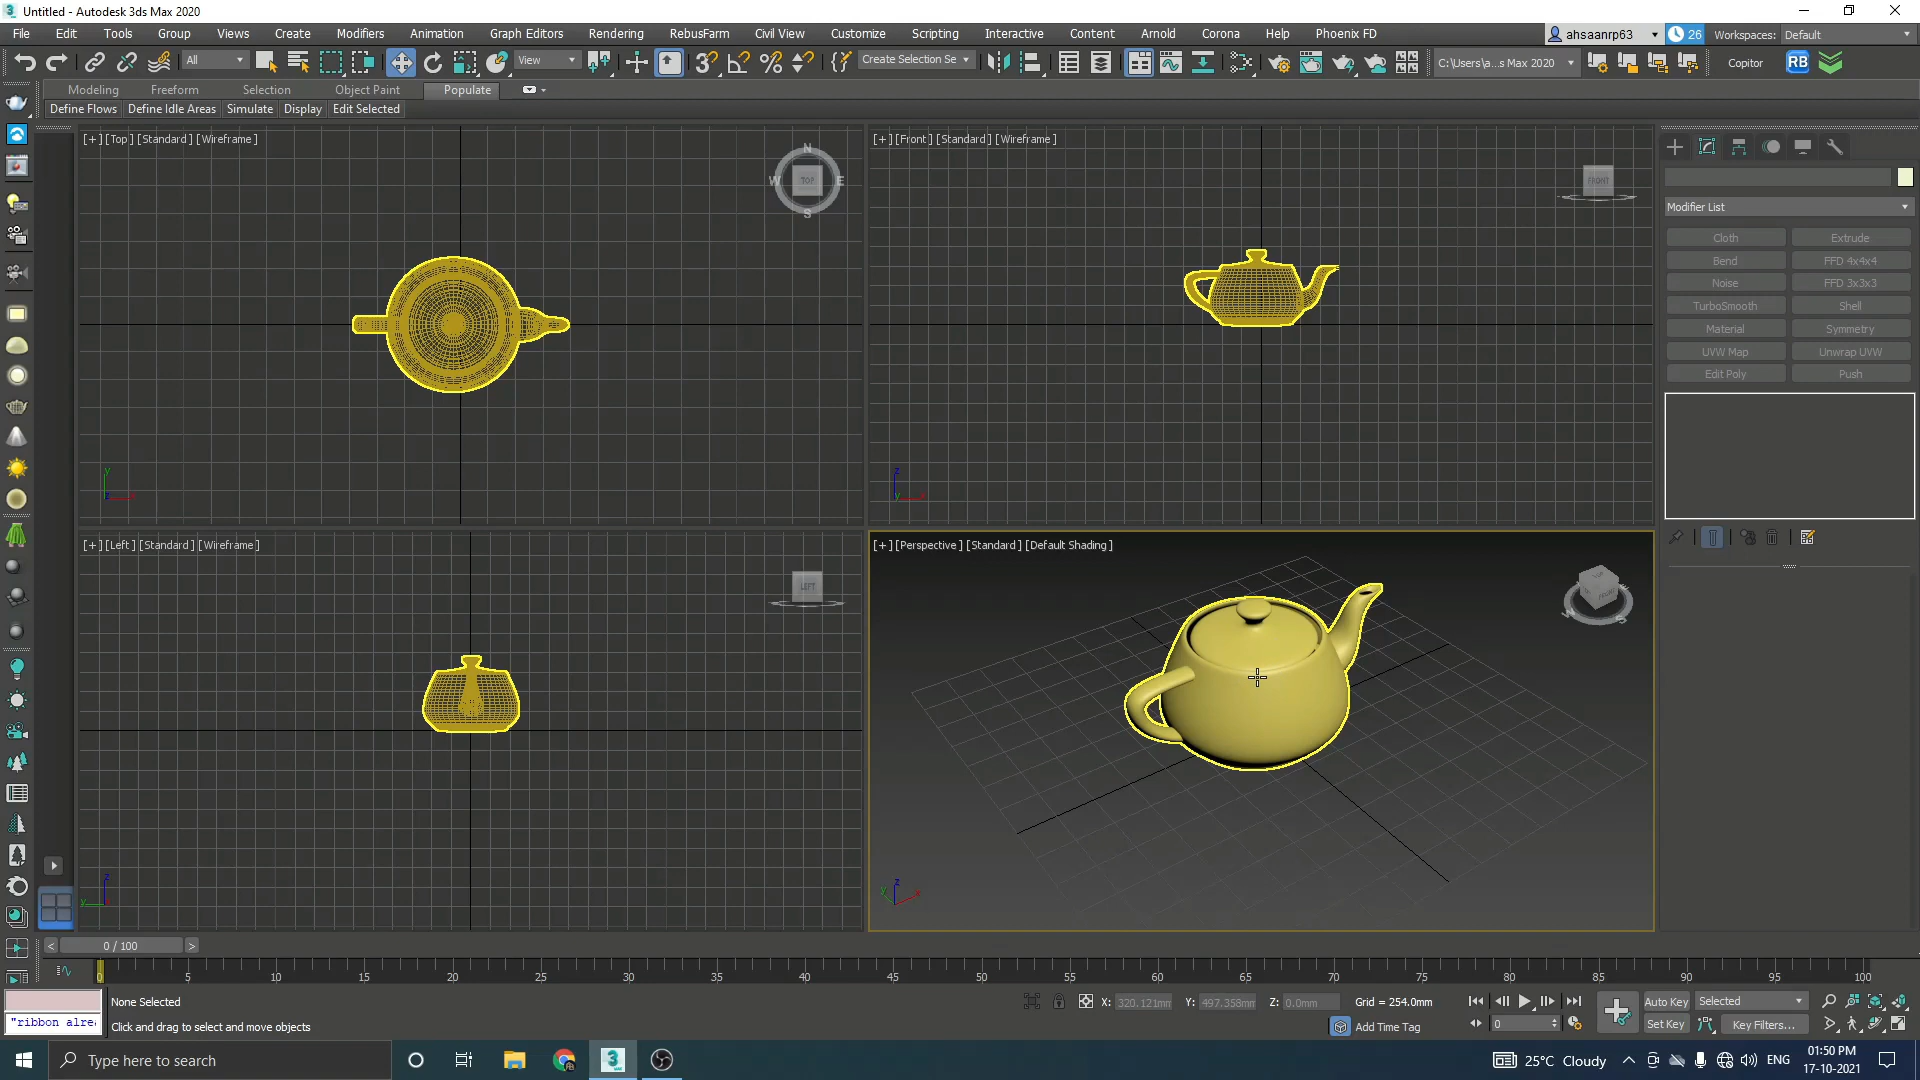 Untitled - Autodesk 3ds Max 2020
File Edit Tools Group Views Create Modifiers Animation Graph Editors Rendering RebusFarm Civil View Customize Scripting Interactive Content Arnold Corona Help Phoenix FD ahsaanrp63 26 Workspaces: Default
All View Create Selection Se C:\Users\a...s Max 2020 Copitor RB
Modeling Freeform Selection Object Paint Populate
Define Flows Define Idle Areas Simulate Display Edit Selected
[+] [Top] [Standard] [Wireframe]
N
W TOP E
S
[+] [Front] [Standard] [Wireframe]
FRONT
Modifier List
Cloth Extrude
Bend FFD 4x4x4
Noise FFD 3x3x3
TurboSmooth Shell
Material Symmetry
UVW Map Unwrap UVW
Edit Poly Push
y
z
[+] [Left] [Standard] [Wireframe]
LEFT
[+] [Perspective] [Standard] [Default Shading]
W S
z
y
z
x
< 0 / 100 >
0 5 10 15 20 25 30 35 40 45 50 55 60 65 70 75 80 85 90 95 100
None Selected X: 320.121mm Y: 497.358mm Z: 0.0mm Grid = 254.0mm Auto Key Selected
"ribbon alrea Click and drag to select and move objects Add Time Tag 0 Set Key Key Filters...
Type here to search 25°C Cloudy ENG 01:50 PM
17-10-2021